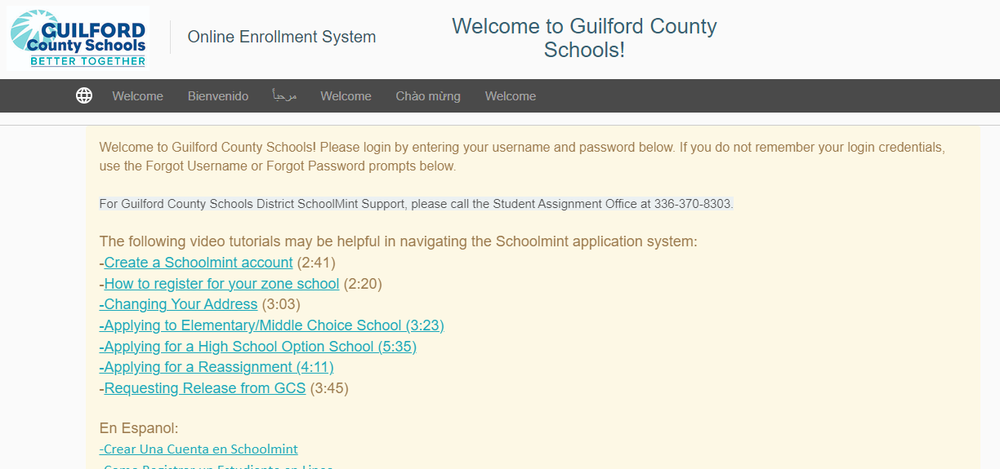 GUILFORD
County Schools
BETTER TOGETHER
Online Enrollment System
Welcome to Guilford County
Schools!
Welcome Bienvenido مرحباً Welcome Chào mừng Welcome
Welcome to Guilford County Schools! Please login by entering your username and password below. If you do not remember your login credentials,
use the Forgot Username or Forgot Password prompts below.
For Guilford County Schools District SchoolMint Support, please call the Student Assignment Office at 336-370-8303.
The following video tutorials may be helpful in navigating the Schoolmint application system:
-Create a Schoolmint account (2:41)
-How to register for your zone school (2:20)
-Changing Your Address (3:03)
-Applying to Elementary/Middle Choice School (3:23)
-Applying for a High School Option School (5:35)
-Applying for a Reassignment (4:11)
-Requesting Release from GCS (3:45)
En Espanol:
-Crear Una Cuenta en Schoolmint
-Como Registrar un Estudiante en Linea